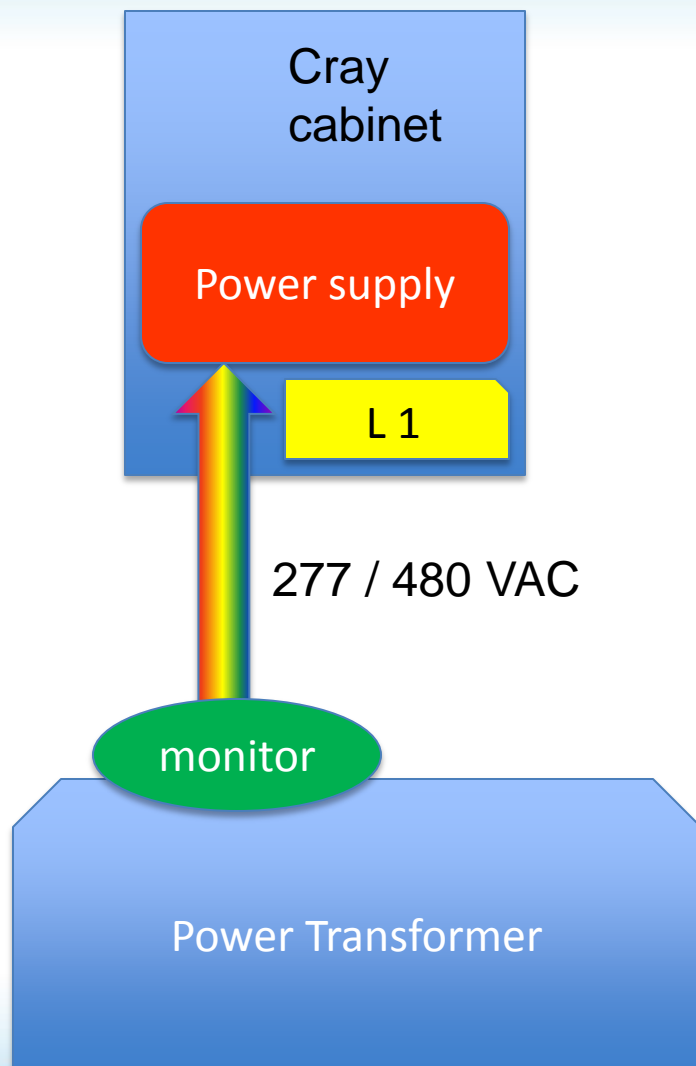 Cray
cabinet
Power supply
L 1
277 / 480 VAC
monitor
Power Transformer